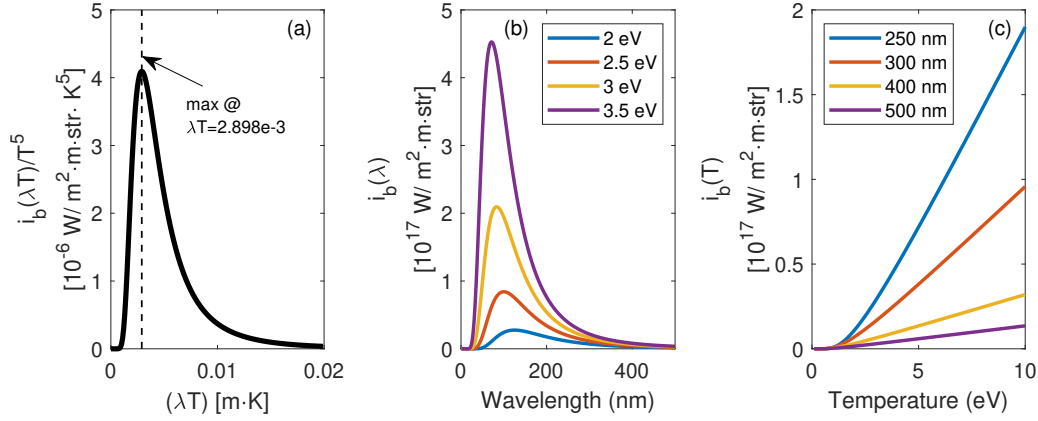 (a)
i_b(λT)/T^5
[10^-6 W/ m^2·m·str· K^5]
5
4
3
2
1
0
max @
λT=2.898e-3
0
0.01
0.02
(λT) [m·K]
(b)
2 eV
2.5 eV
3 eV
3.5 eV
i_b(λ)
[10^17 W/ m^2·m·str]
5
4
3
2
1
0
0
200
400
Wavelength (nm)
(c)
250 nm
300 nm
400 nm
500 nm
i_b(T)
[10^17 W/ m^2·m·str]
2
1.5
1
0.5
0
0
5
10
Temperature (eV)